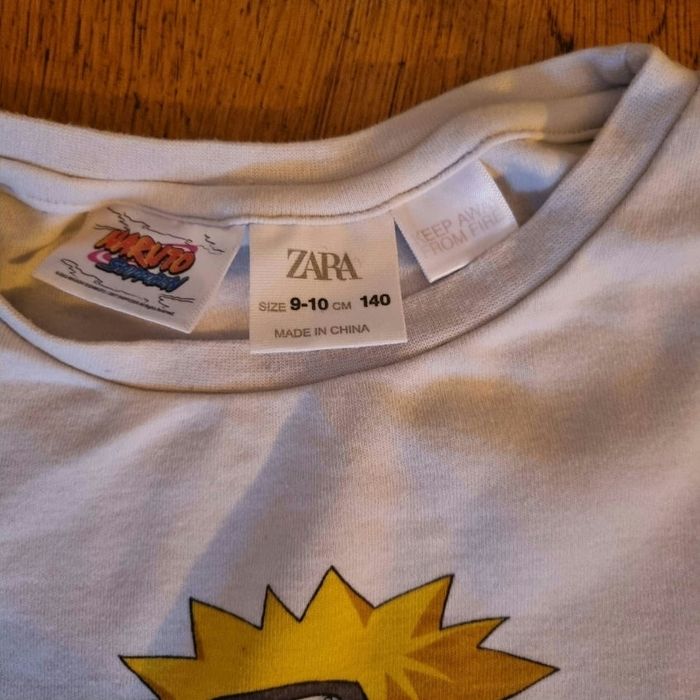 NARUTO
SHIPPUDEN
ZARA
SIZE 9-10 CM 140
MADE IN CHINA
KEEP AWAY
FROM FIRE